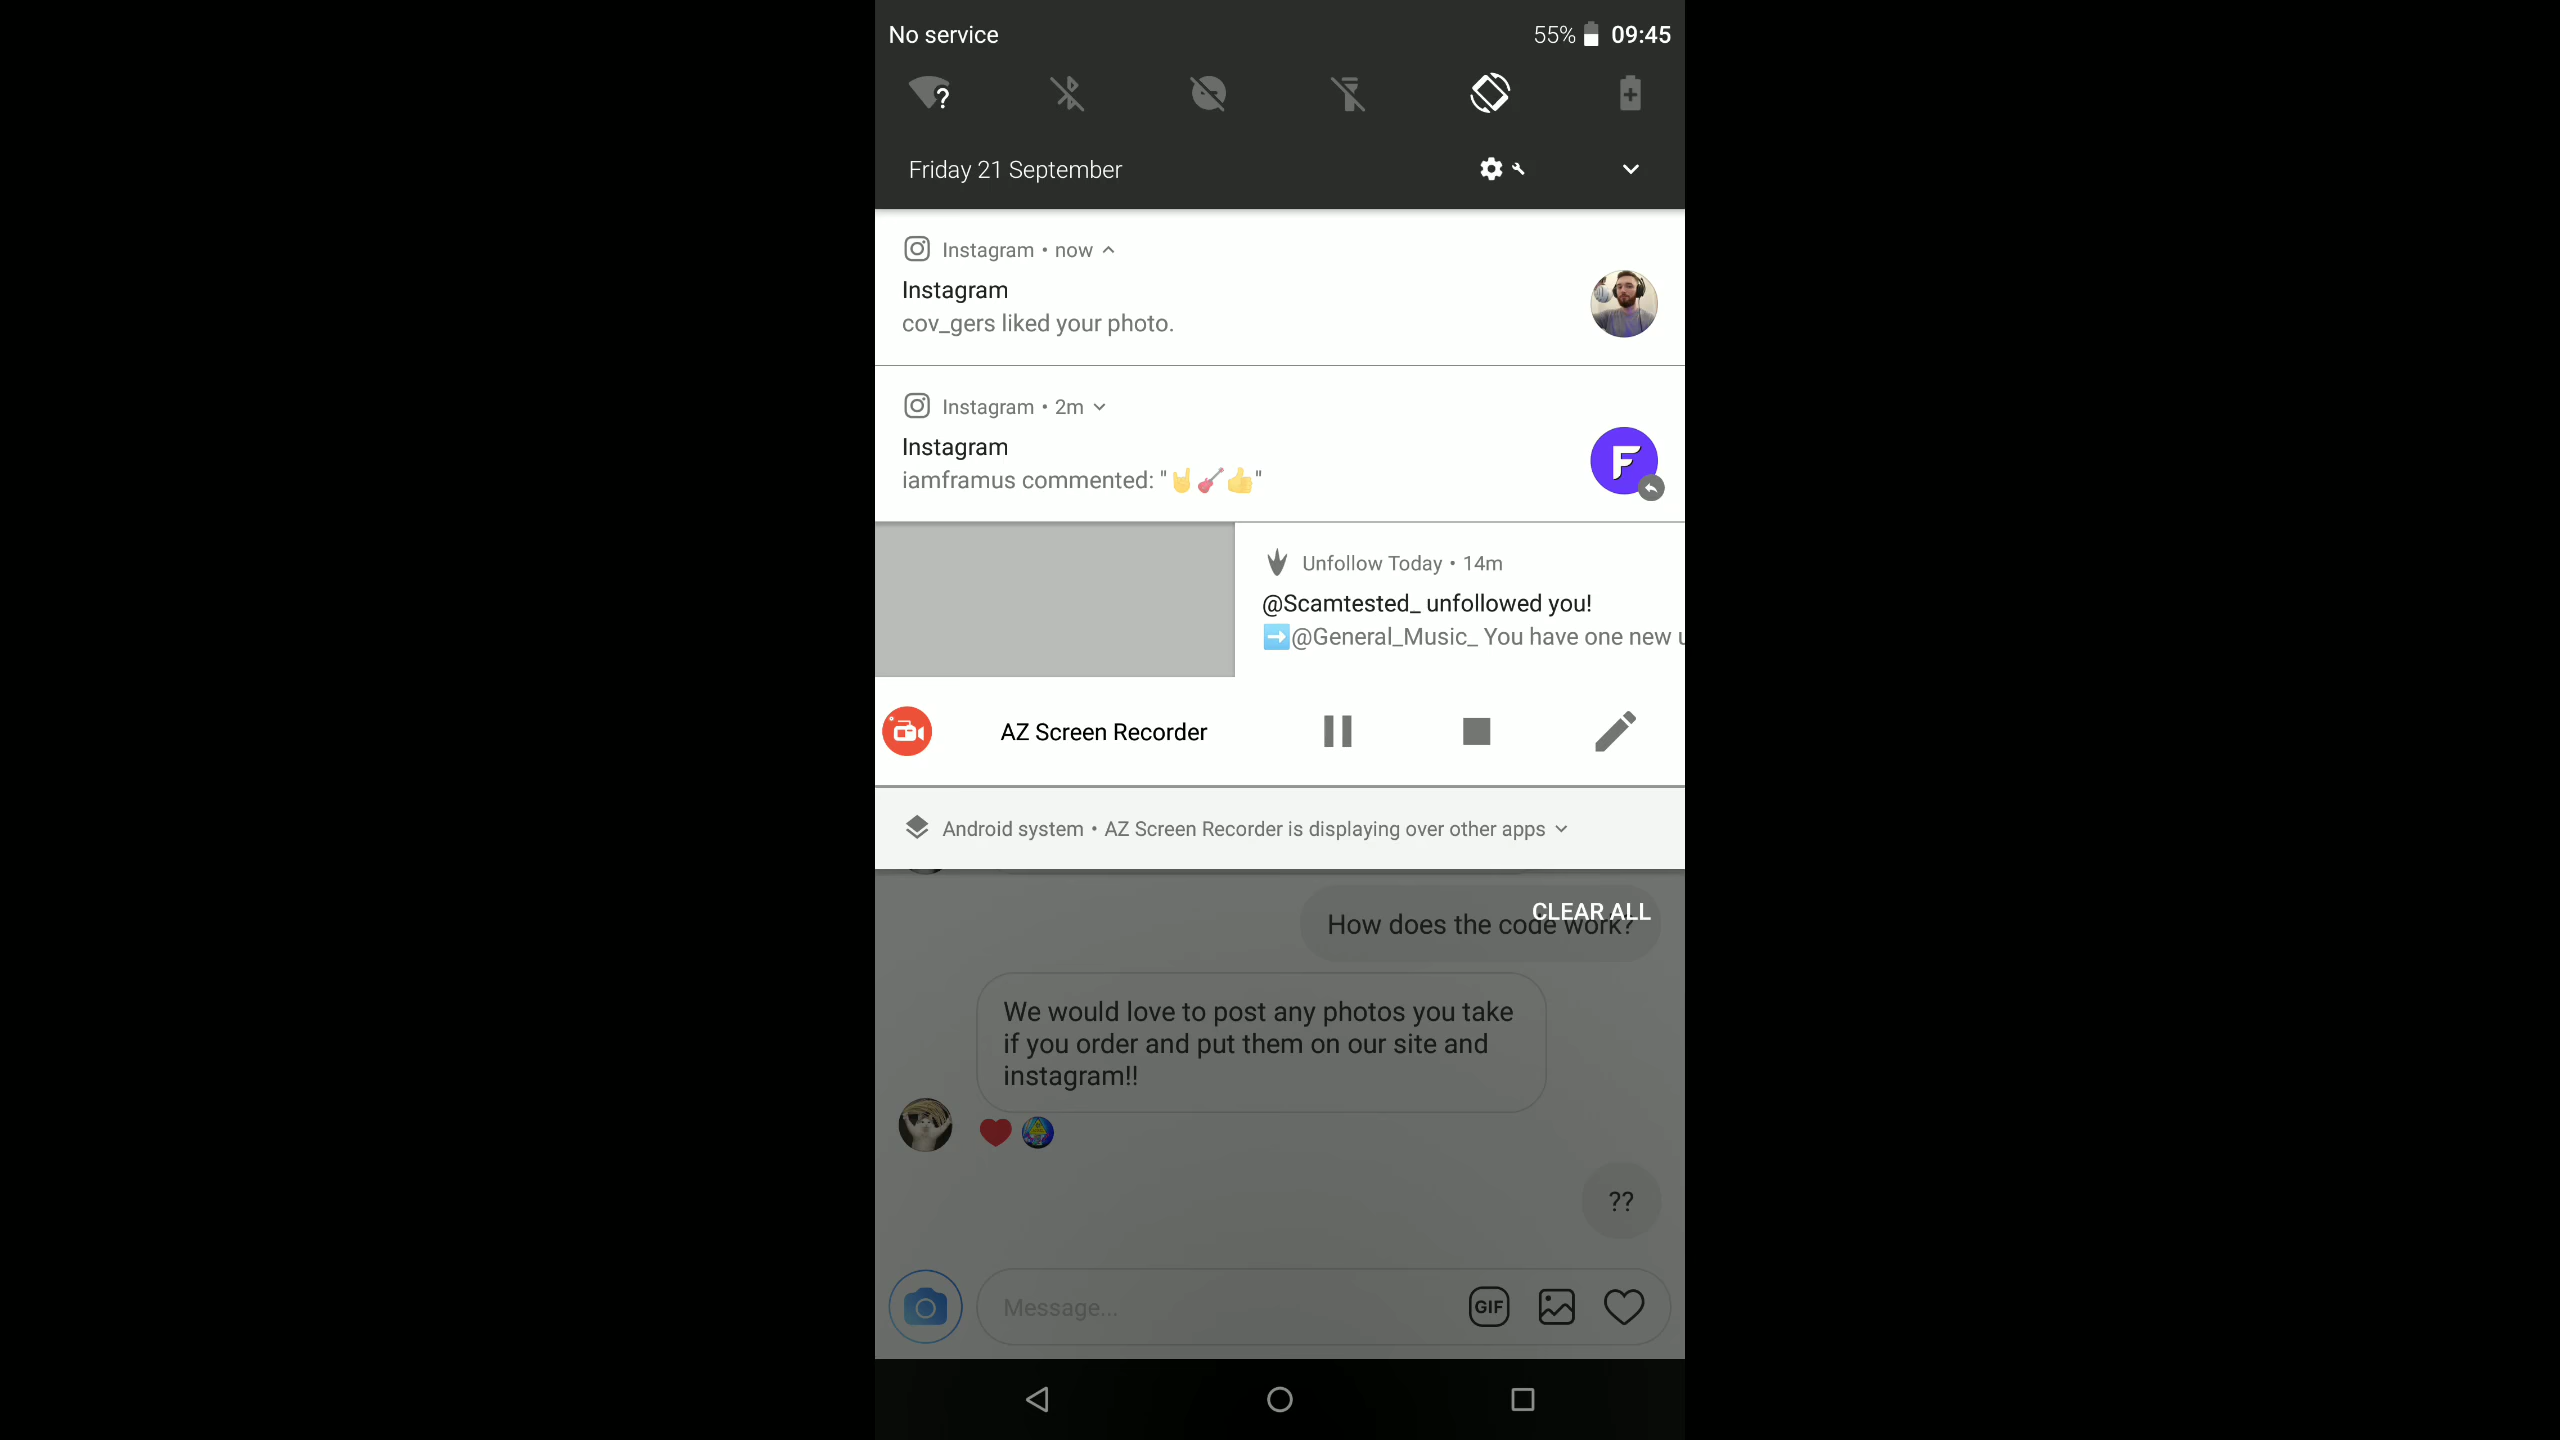 No service
55% 09:45
Friday 21 September
Instagram • now
Instagram
cov_gers liked your photo.
Instagram • 2m
Instagram
iamframus commented: "🤘🎸👍"
F
Unfollow Today • 14m
@Scamtested_ unfollowed you!
➡️@General_Music_ You have one new u
AZ Screen Recorder
Android system • AZ Screen Recorder is displaying over other apps
CLEAR ALL
How does the code work?
We would love to post any photos you take
if you order and put them on our site and
instagram!!
??
Message...
GIF